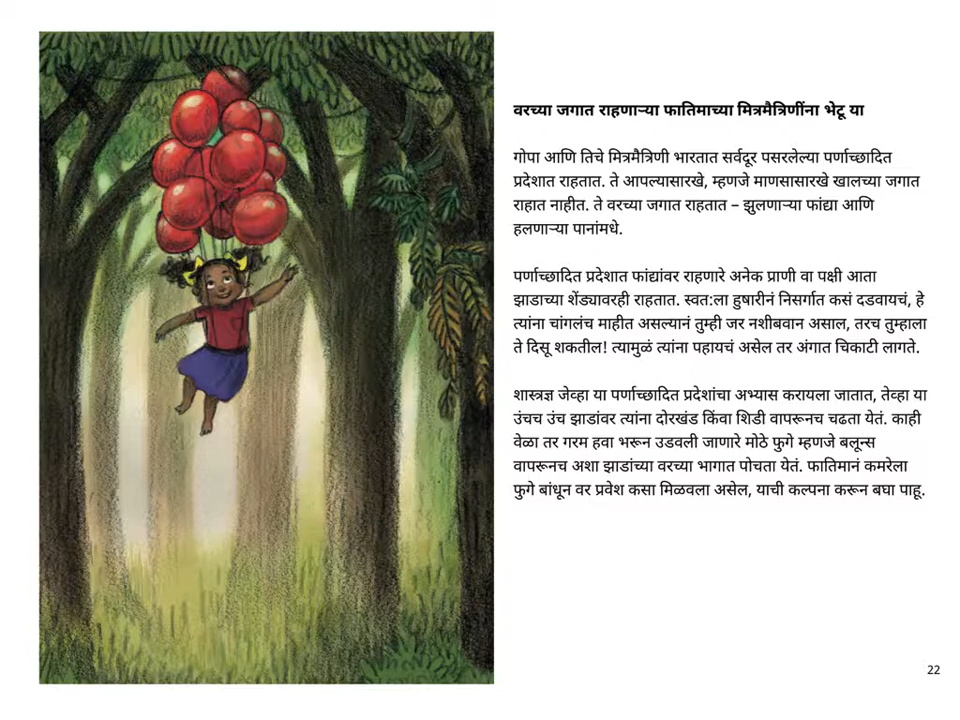 वरच्या जगात राहणाऱ्या फातिमाच्या मित्रमैत्रिणींना भेटू या
गोपा आणि तिचे मित्रमैत्रिणी भारतात सर्वदूर पसरलेल्या पर्णाच्छादित
प्रदेशात राहतात. ते आपल्यासारखे, म्हणजे माणसासारखे खालच्या जगात
राहात नाहीत. ते वरच्या जगात राहतात – झुलणाऱ्या फांद्या आणि
हलणाऱ्या पानांमधे.
पर्णाच्छादित प्रदेशात फांद्यांवर राहणारे अनेक प्राणी वा पक्षी आता
झाडाच्या शेंड्यावरही राहतात. स्वत:ला हुषारीनं निसर्गात कसं दडवायचं, हे
त्यांना चांगलंच माहीत असल्यानं तुम्ही जर नशीबवान असाल, तरच तुम्हाला
ते दिसू शकतील! त्यामुळं त्यांना पहायचं असेल तर अंगात चिकाटी लागते.
शास्त्रज्ञ जेव्हा या पर्णाच्छादित प्रदेशांचा अभ्यास करायला जातात, तेव्हा या
उंचच उंच झाडांवर त्यांना दोरखंड किंवा शिडी वापरूनच चढता येतं. काही
वेळा तर गरम हवा भरून उडवली जाणारे मोठे फुगे म्हणजे बलून्स
वापरूनच अशा झाडांच्या वरच्या भागात पोचता येतं. फातिमानं कमरेला
फुगे बांधून वर प्रवेश कसा मिळवला असेल, याची कल्पना करून बघा पाहू.
22